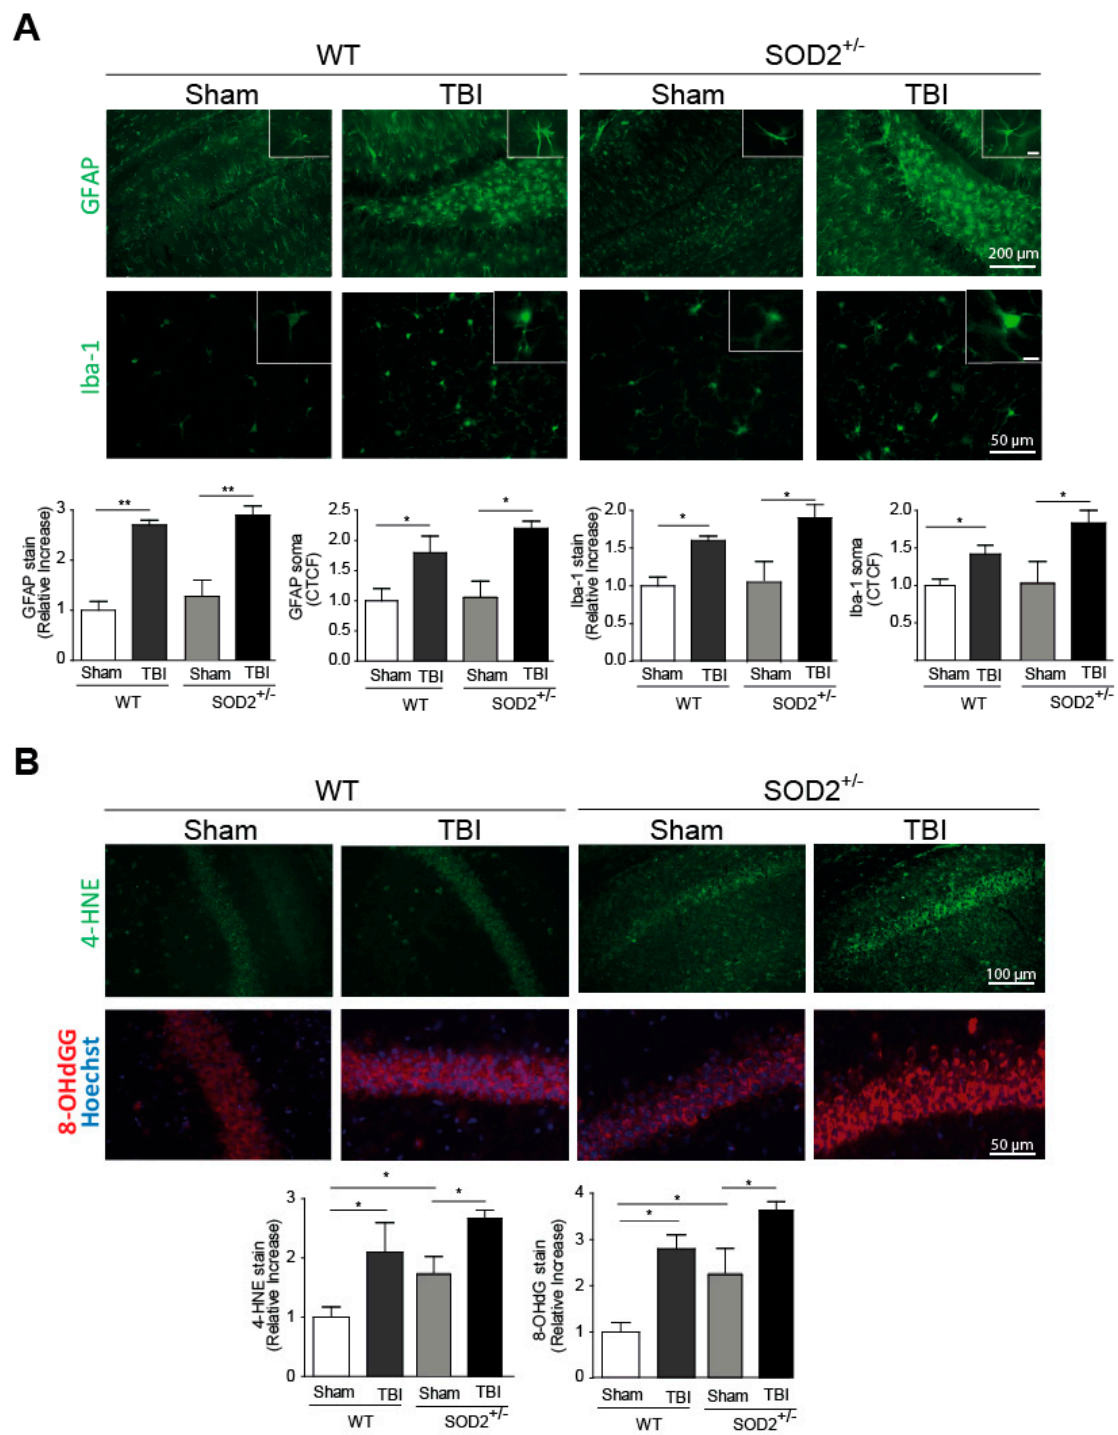 A
WT SOD2+/-
Sham TBI Sham TBI
GFAP
200 µm
Iba-1
50 µm
GFAP stain
(Relative Increase)
3
2
1
0
** **
Sham TBI Sham TBI
WT SOD2+/-
GFAP soma
(CTCF)
2.5
2.0
1.5
1.0
0.5
0.0
* *
Sham TBI Sham TBI
WT SOD2+/-
Iba-1 stain
(Relative Increase)
2.0
1.5
1.0
0.5
0.0
* *
Sham TBI Sham TBI
WT SOD2+/-
Iba-1 soma
(CTCF)
2.0
1.5
1.0
0.5
* *
Sham TBI Sham TBI
WT SOD2+/-
B
WT SOD2+/-
Sham TBI Sham TBI
4-HNE
100 µm
8-OHdGG
Hoechst
50 µm
4-HNE stain
(Relative Increase)
3
2
1
0
*
* *
Sham TBI Sham TBI
WT SOD2+/-
8-OHdG stain
(Relative Increase)
4
3
2
1
0
*
*
*
Sham TBI Sham TBI
WT SOD2+/-